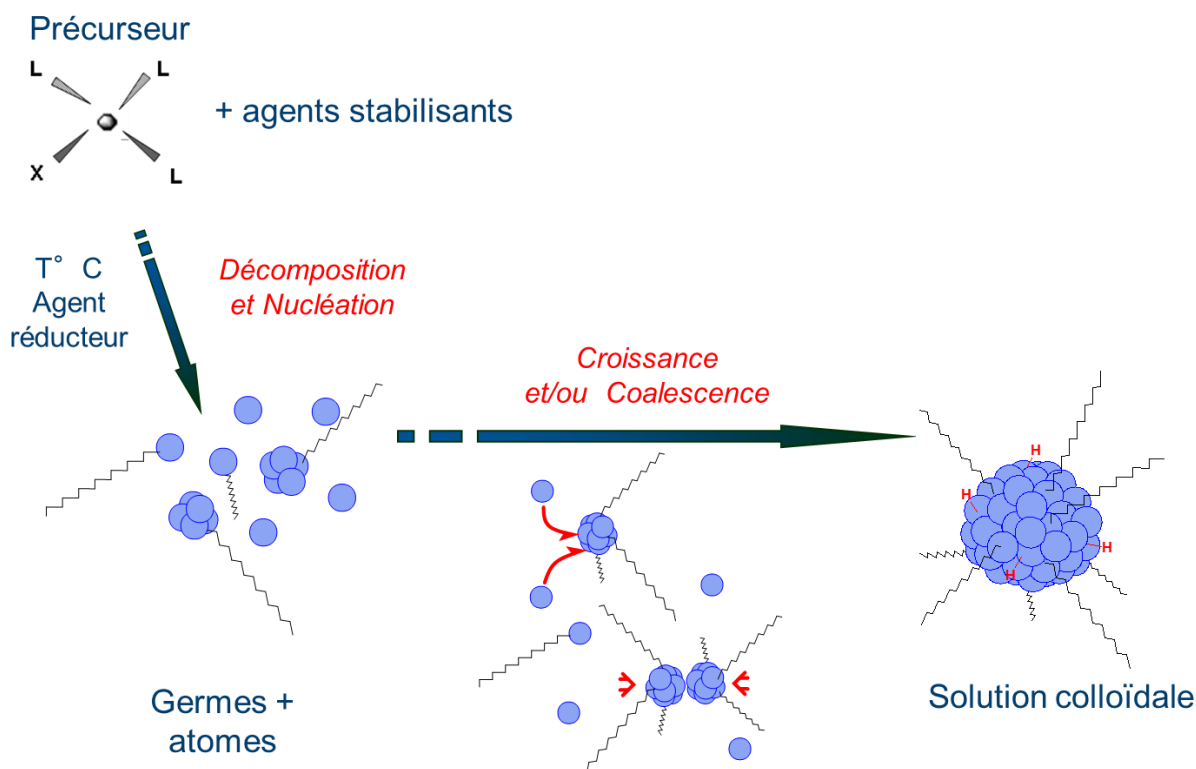 Précurseur
L L
X L
+ agents stabilisants
T° C
Agent
réducteur
Décomposition
et Nucléation
Croissance
et/ou Coalescence
Germes +
atomes
H
H
H
H
Solution colloïdale